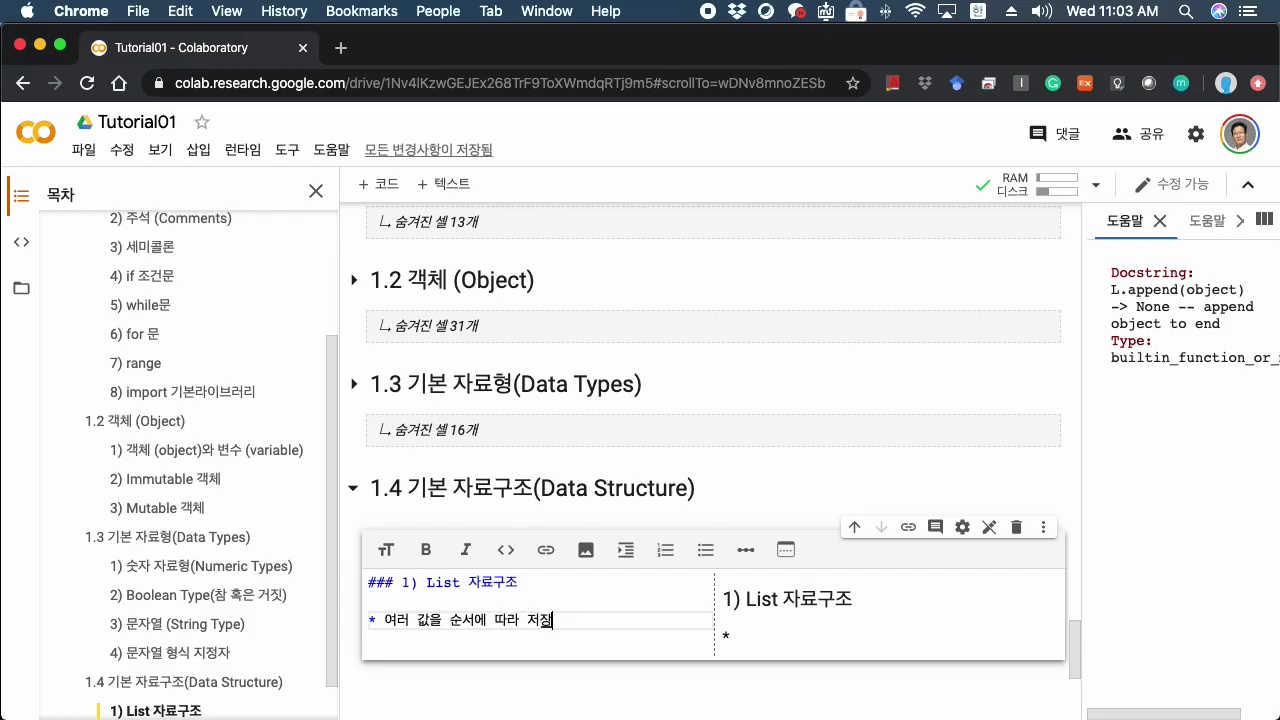 Chrome File Edit View History Bookmarks People Tab Window Help 한 Wed 11:03 AM
Tutorial01 - Colaboratory
colab.research.google.com/drive/1Nv4lKzwGEJEx268TrF9ToXWmdqRTj9m5#scrollTo=wDNv8mnoZESb
Tutorial01
파일 수정 보기 삽입 런타임 도구 도움말 모든 변경사항이 저장됨
댓글 공유
목차
+ 코드 + 텍스트
RAM
디스크
수정 가능
2) 주석 (Comments)
3) 세미콜론
4) if 조건문
5) while문
6) for 문
7) range
8) import 기본라이브러리
1.2 객체 (Object)
1) 객체 (object)와 변수 (variable)
2) Immutable 객체
3) Mutable 객체
1.3 기본 자료형(Data Types)
1) 숫자 자료형(Numeric Types)
2) Boolean Type(참 혹은 거짓)
3) 문자열 (String Type)
4) 문자열 형식 지정자
1.4 기본 자료구조(Data Structure)
1) List 자료구조
숨겨진 셀 13개
1.2 객체 (Object)
숨겨진 셀 31개
1.3 기본 자료형(Data Types)
숨겨진 셀 16개
1.4 기본 자료구조(Data Structure)
### 1) List 자료구조
* 여러 값을 순서에 따라 저장
1) List 자료구조
*
도움말 도움말
Docstring:
L.append(object)
-> None -- append
object to end
Type:
builtin_function_or_